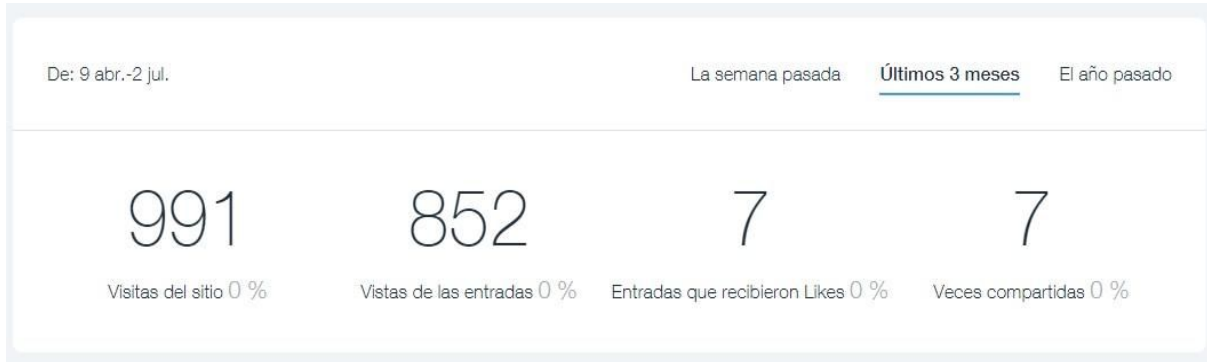 De: 9 abr.-2 jul. La semana pasada Últimos 3 meses El año pasado
991 852 7 7
Visitas del sitio 0 % Vistas de las entradas 0 % Entradas que recibieron Likes 0 % Veces compartidas 0 %